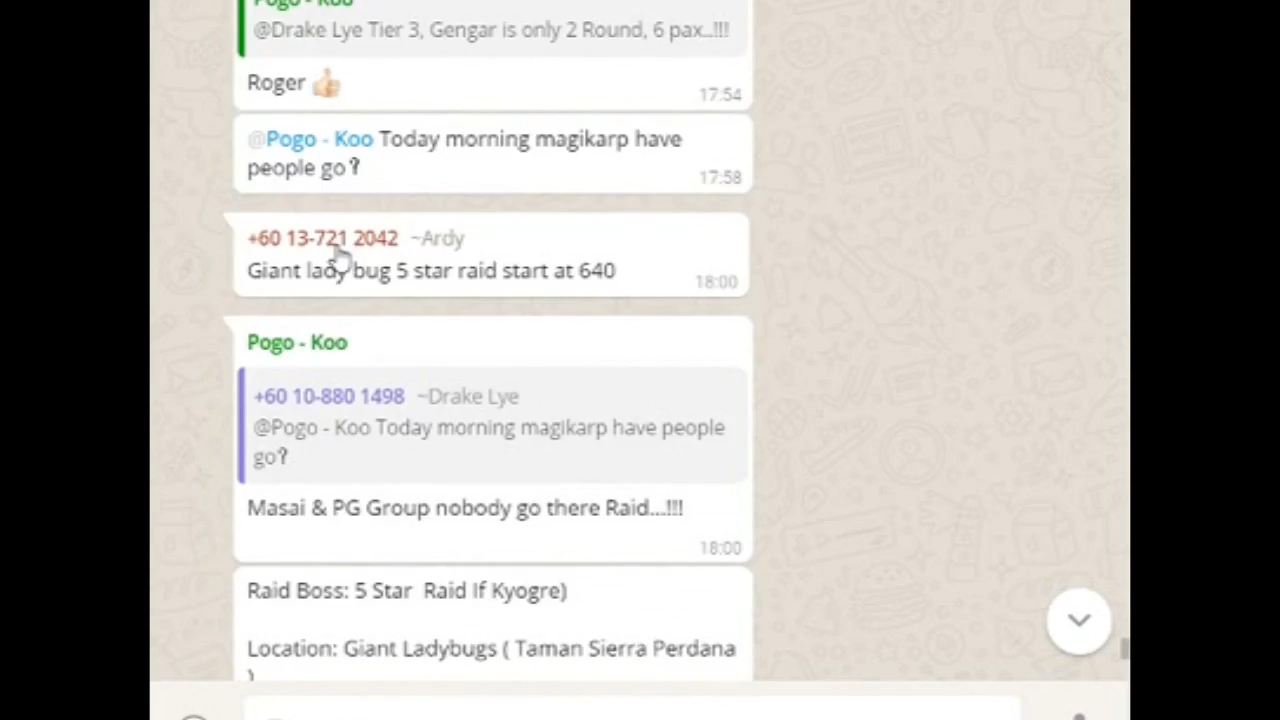 Pogo - Koo
@Drake Lye Tier 3, Gengar is only 2 Round, 6 pax..!!!
Roger 👍🏻
17:54
@Pogo - Koo Today morning magikarp have
people go?
17:58
+60 13-721 2042 ~Ardy
Giant lady bug 5 star raid start at 640
18:00
Pogo - Koo
+60 10-880 1498 ~Drake Lye
@Pogo - Koo Today morning magikarp have people
go?
Masai & PG Group nobody go there Raid...!!!
18:00
Raid Boss: 5 Star Raid If Kyogre)
Location: Giant Ladybugs ( Taman Sierra Perdana
)